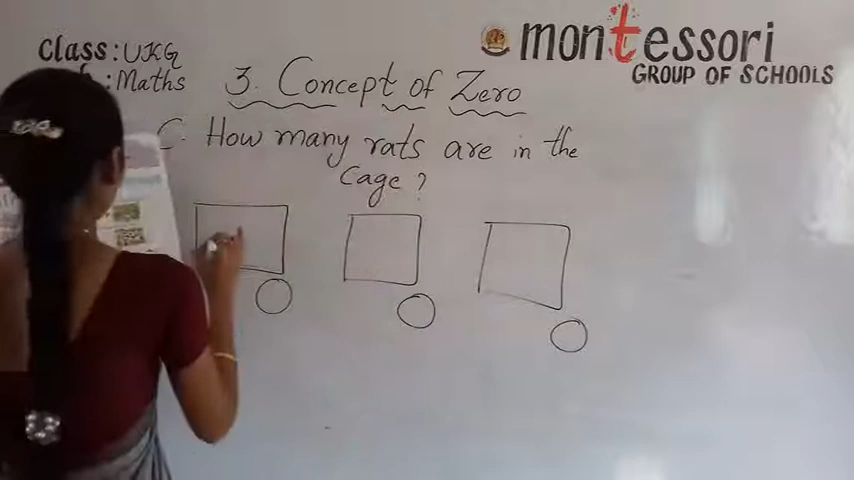 montessori
GROUP OF SCHOOLS
Class : UKG
: Maths
3. Concept of Zero
C. How many rats are in the
Cage ?